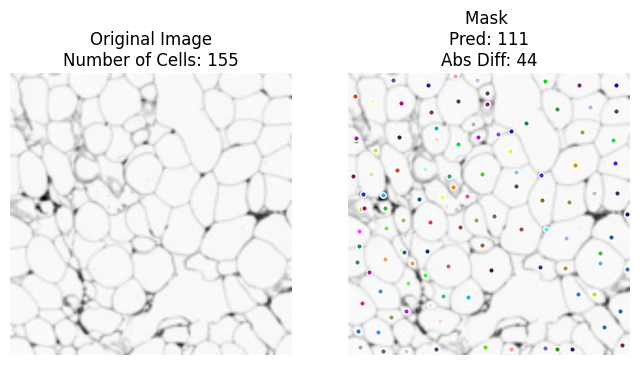 Original Image
Number of Cells: 155
Mask
Pred: 111
Abs Diff: 44